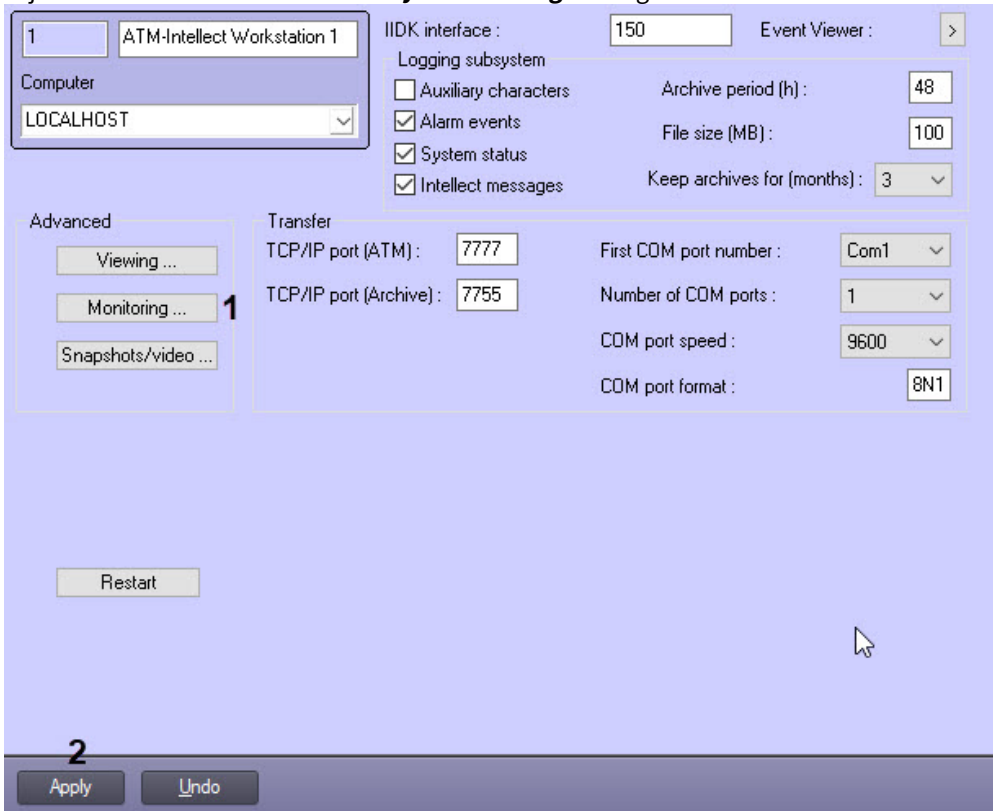 1 ATM-Intellect Workstation 1
Computer
LOCALHOST
IIDK interface : 150 Event Viewer : >
Logging subsystem
Auxiliary characters
Alarm events
System status
Intellect messages
Archive period (h) : 48
File size (MB) : 100
Keep archives for (months) : 3
Advanced
Viewing ...
Monitoring ... 1
Snapshots/video ...
Transfer
TCP/IP port (ATM) : 7777
TCP/IP port (Archive) : 7755
First COM port number : Com1
Number of COM ports : 1
COM port speed : 9600
COM port format : 8N1
Restart
2
Apply Undo